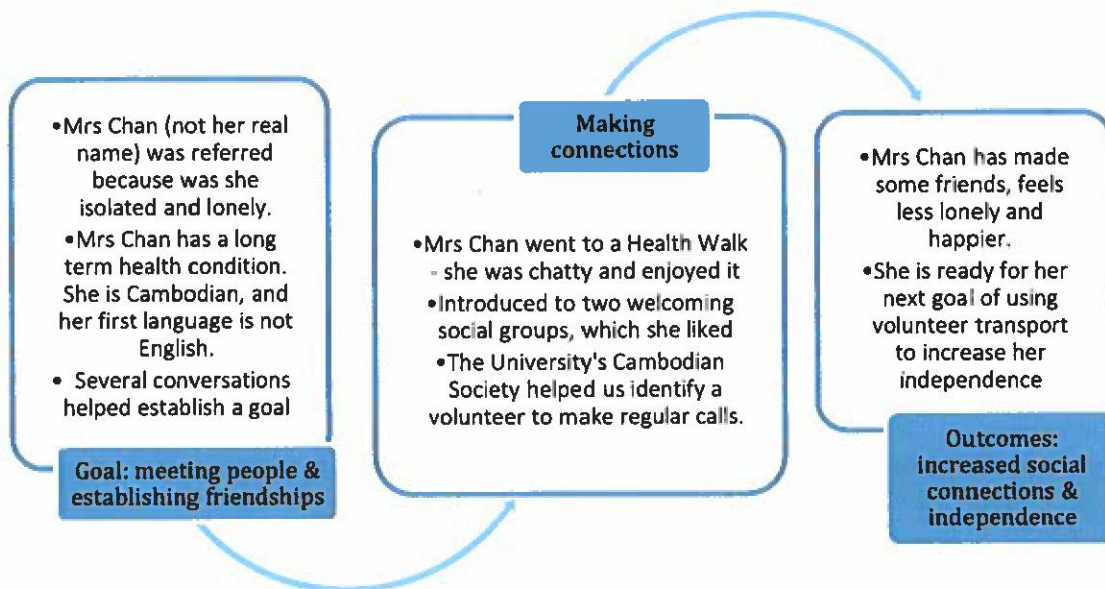 •Mrs Chan (not her real
name) was referred
because was she
isolated and lonely.
•Mrs Chan has a long
term health condition.
She is Cambodian, and
her first language is not
English.
• Several conversations
helped establish a goal
Goal: meeting people &
establishing friendships
Making
connections
•Mrs Chan went to a Health Walk
- she was chatty and enjoyed it
•Introduced to two welcoming
social groups, which she liked
•The University's Cambodian
Society helped us identify a
volunteer to make regular calls.
•Mrs Chan has made
some friends, feels
less lonely and
happier.
•She is ready for her
next goal of using
volunteer transport
to increase her
independence
Outcomes:
increased social
connections &
independence